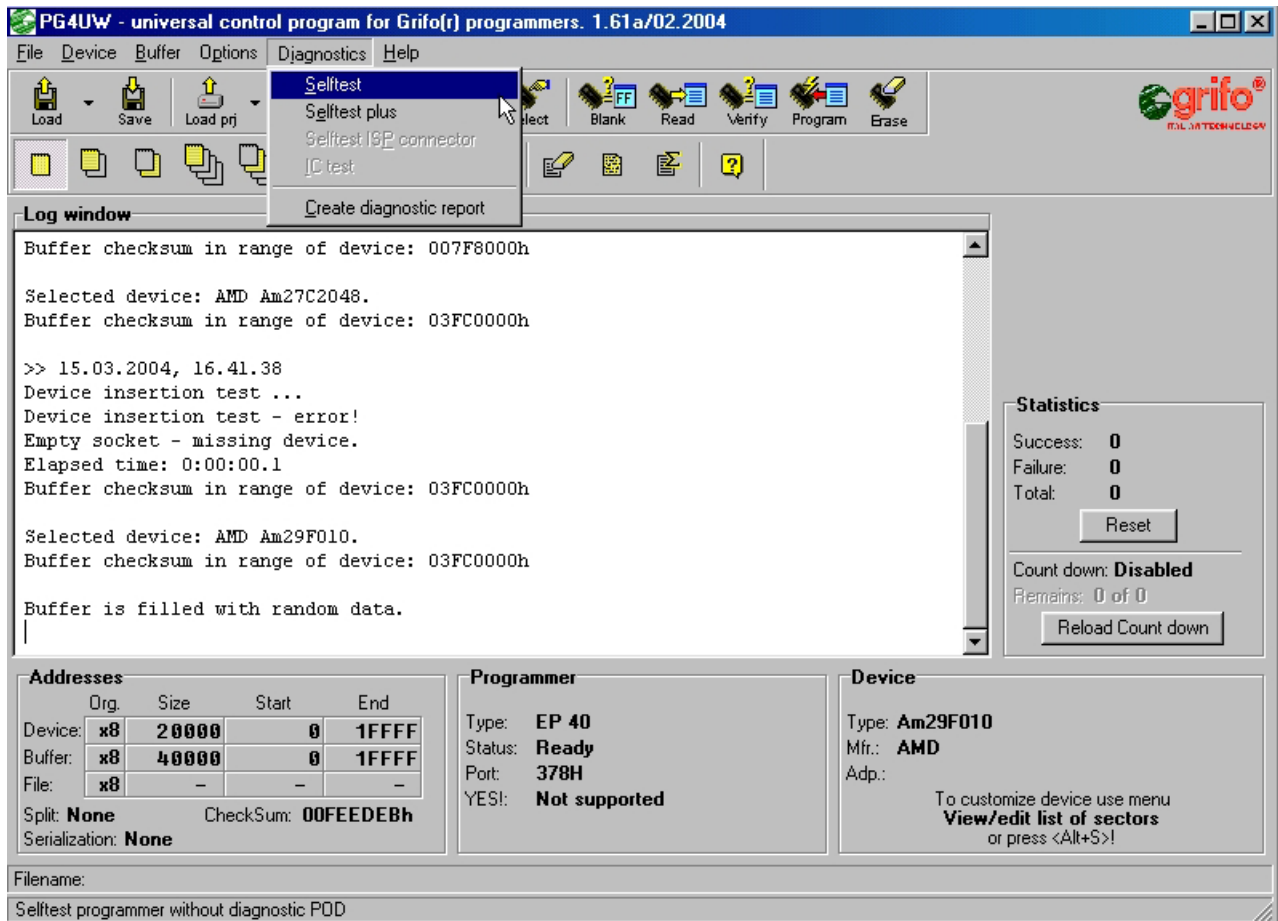 PG4UW - universal control program for Grifo(r) programmers. 1.61a/02.2004
File Device Buffer Options Diagnostics Help
Load Save Load prj Blank Read Verify Program Erase
grifo®
ITALIAN TECHNOLOGY
Selftest
Selftest plus
Selftest ISP connector
IC test
Create diagnostic report
Log window
Buffer checksum in range of device: 007F8000h
Selected device: AMD Am27C2048.
Buffer checksum in range of device: 03FC0000h
>> 15.03.2004, 16.41.38
Device insertion test ...
Device insertion test - error!
Empty socket - missing device.
Elapsed time: 0:00:00.1
Buffer checksum in range of device: 03FC0000h
Selected device: AMD Am29F010.
Buffer checksum in range of device: 03FC0000h
Buffer is filled with random data.
Statistics
Success: 0
Failure: 0
Total: 0
Reset
Count down: Disabled
Remains: 0 of 0
Reload Count down
Addresses
Org. Size Start End
Device: x8 20000 0 1FFFF
Buffer: x8 40000 0 1FFFF
File: x8 - - -
Split: None CheckSum: 00FEEDEBh
Serialization: None
Programmer
Type: EP 40
Status: Ready
Port: 378H
YES!: Not supported
Device
Type: Am29F010
Mfr.: AMD
Adp.:
To customize device use menu
View/edit list of sectors
or press <Alt+S>!
Filename:
Selftest programmer without diagnostic POD